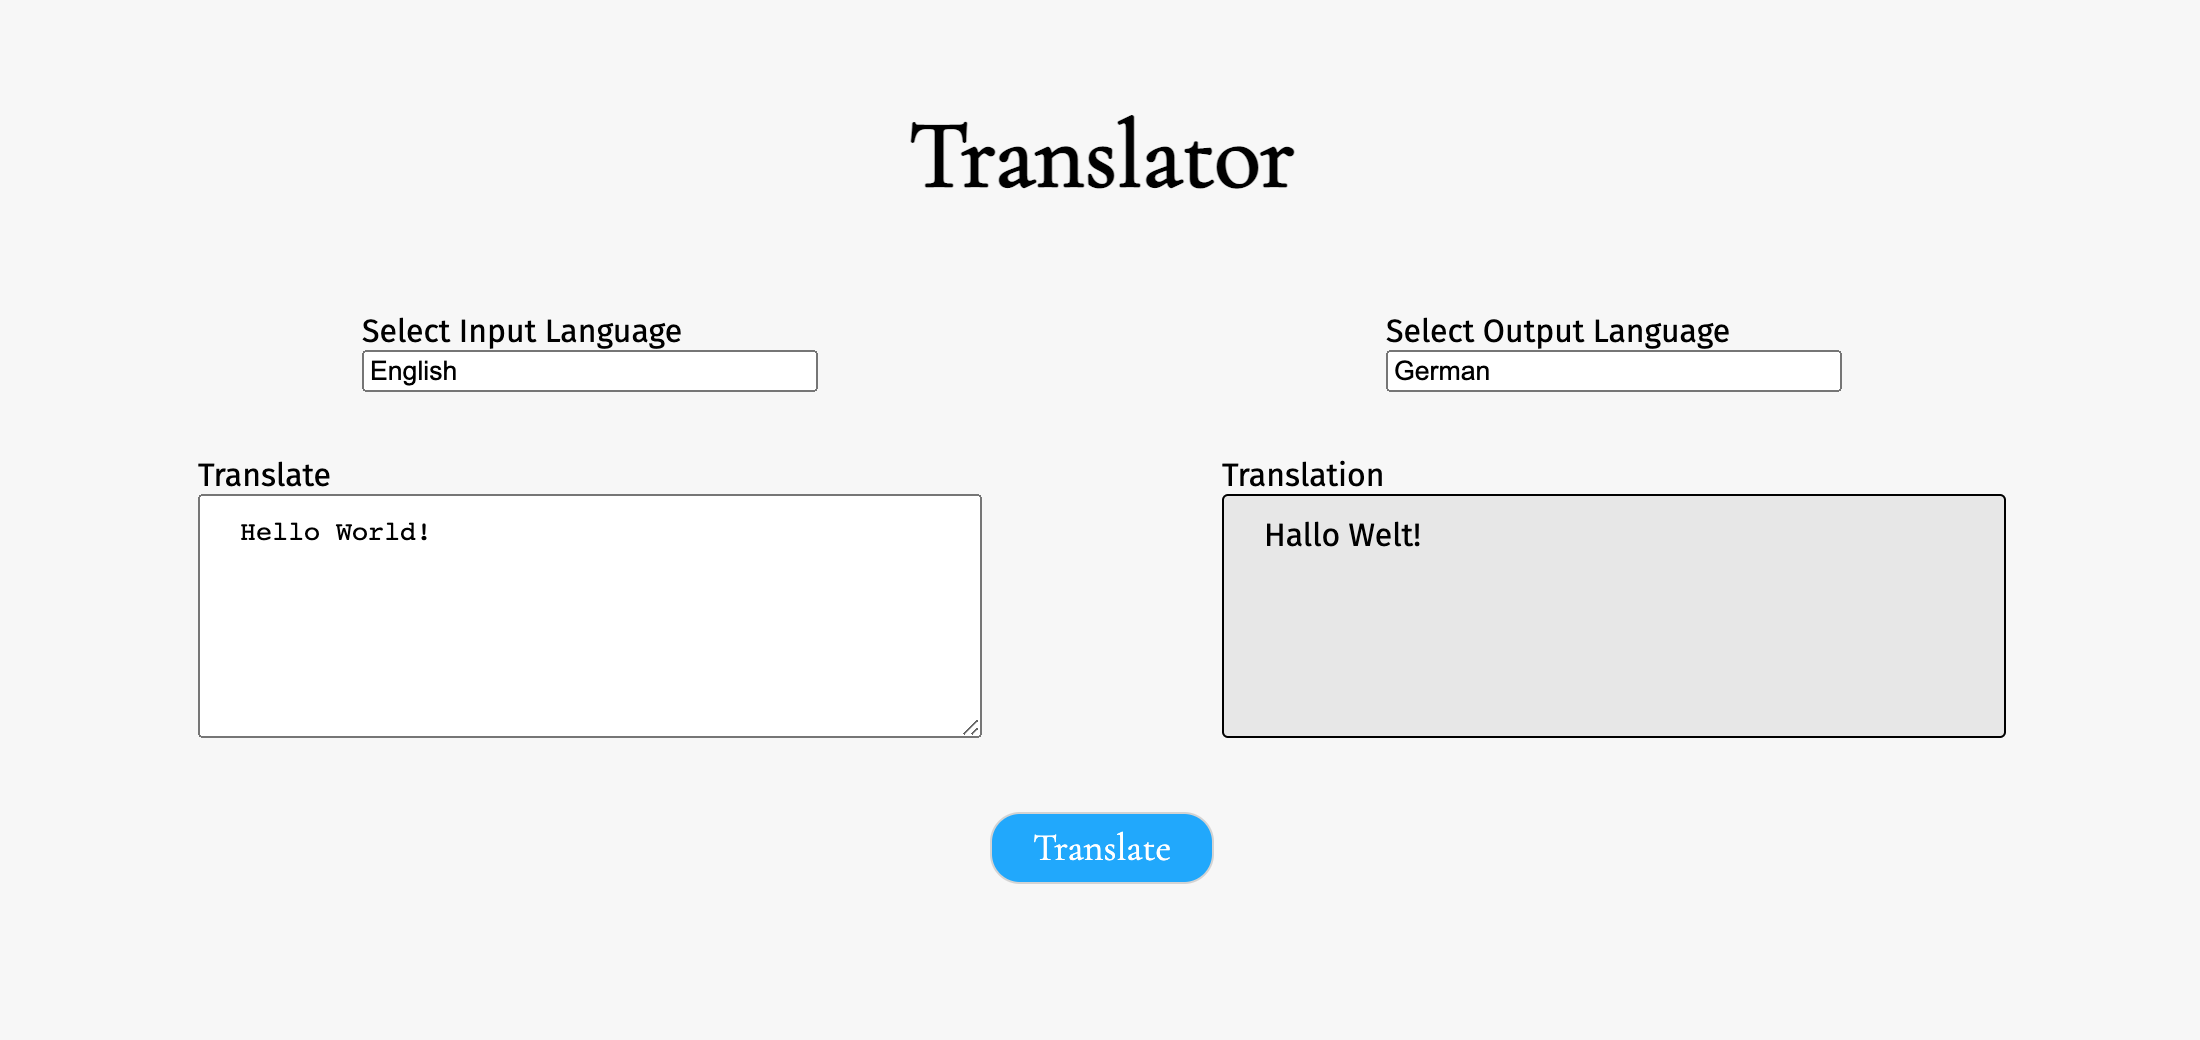 Translator
Select Input Language
English
Select Output Language
German
Translate
Hello World!
Translation
Hallo Welt!
Translate